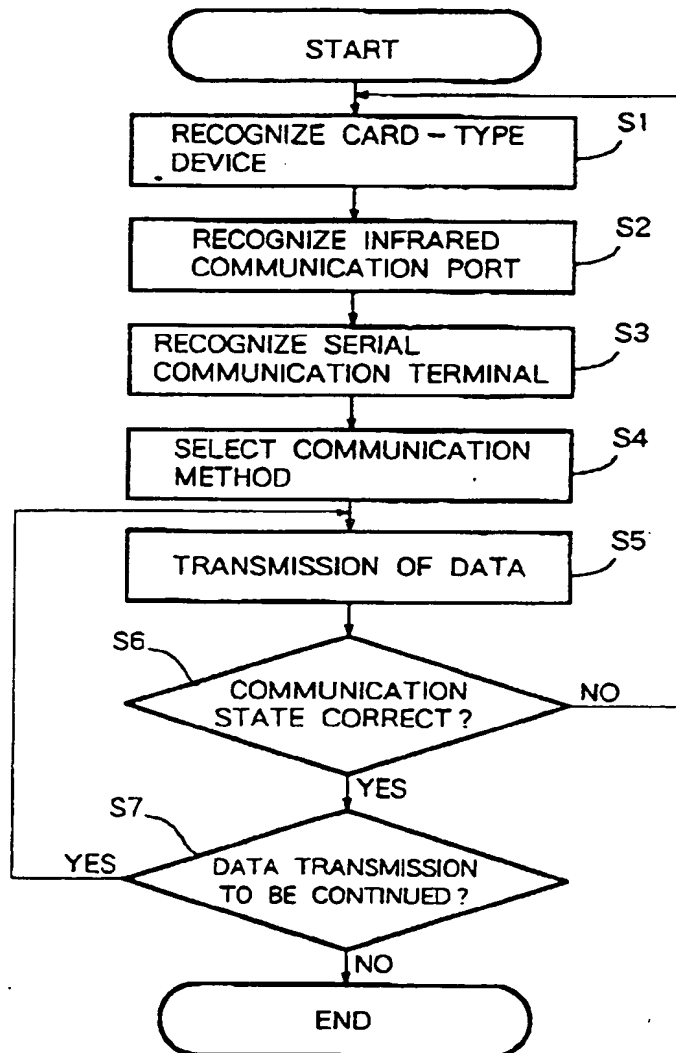 START
RECOGNIZE CARD-TYPE
DEVICE
S1
RECOGNIZE INFRARED
COMMUNICATION PORT
S2
RECOGNIZE SERIAL
COMMUNICATION TERMINAL
S3
SELECT COMMUNICATION
METHOD
S4
TRANSMISSION OF DATA
S5
S6
COMMUNICATION
STATE CORRECT?
NO
YES
S7
DATA TRANSMISSION
TO BE CONTINUED?
YES
NO
END